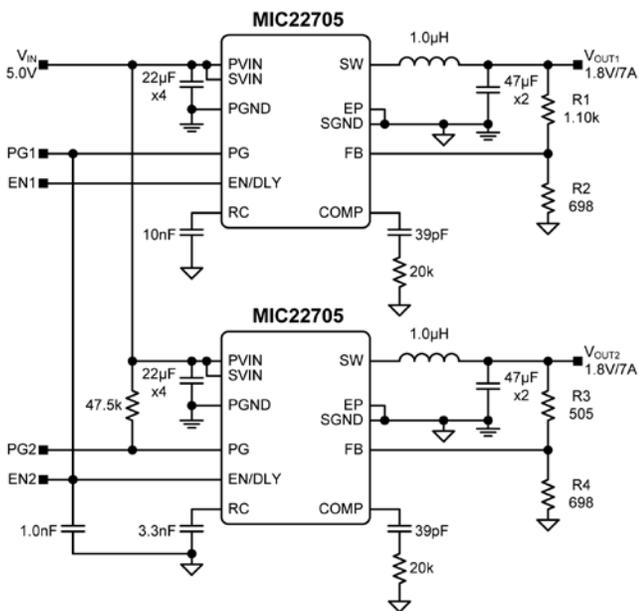 MIC22705
VIN
5.0V
22µF
x4
PVIN
SVIN
PGND
SW
1.0µH
47µF
x2
VOUT1
1.8V/7A
R1
1.10k
EP
SGND
PG1
PG
FB
EN1
EN/DLY
R2
698
RC
COMP
10nF
39pF
20k
MIC22705
1.0µH
22µF
x4
PVIN
SVIN
PGND
SW
47µF
x2
VOUT2
1.8V/7A
R3
505
47.5k
EP
SGND
PG2
PG
FB
EN2
EN/DLY
R4
698
RC
COMP
1.0nF
3.3nF
39pF
20k